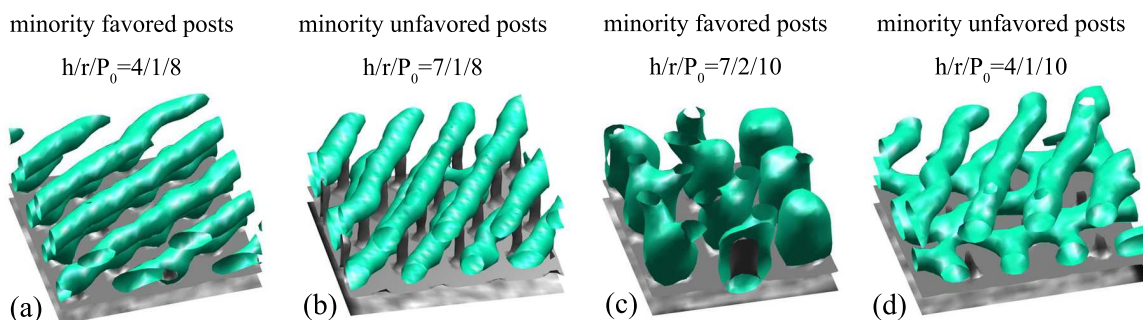 minority favored posts
h/r/P₀=4/1/8
(a)
minority unfavored posts
h/r/P₀=7/1/8
(b)
minority favored posts
h/r/P₀=7/2/10
(c)
minority unfavored posts
h/r/P₀=4/1/10
(d)